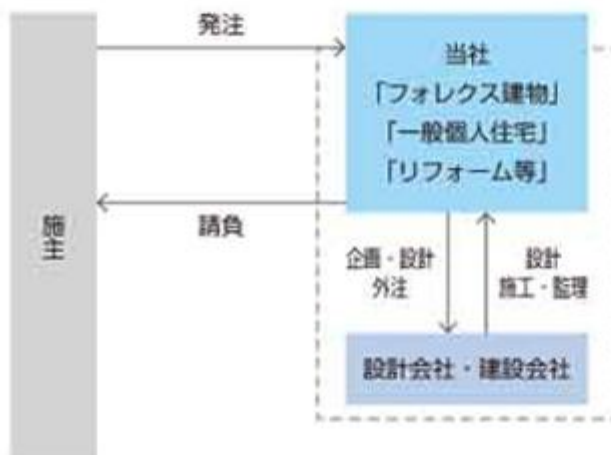 発注
当社
「フォレクス建物」
「一般個人住宅」
「リフォーム等」
施主
請負
企画・設計
外注
設計
施工・監理
設計会社・建設会社